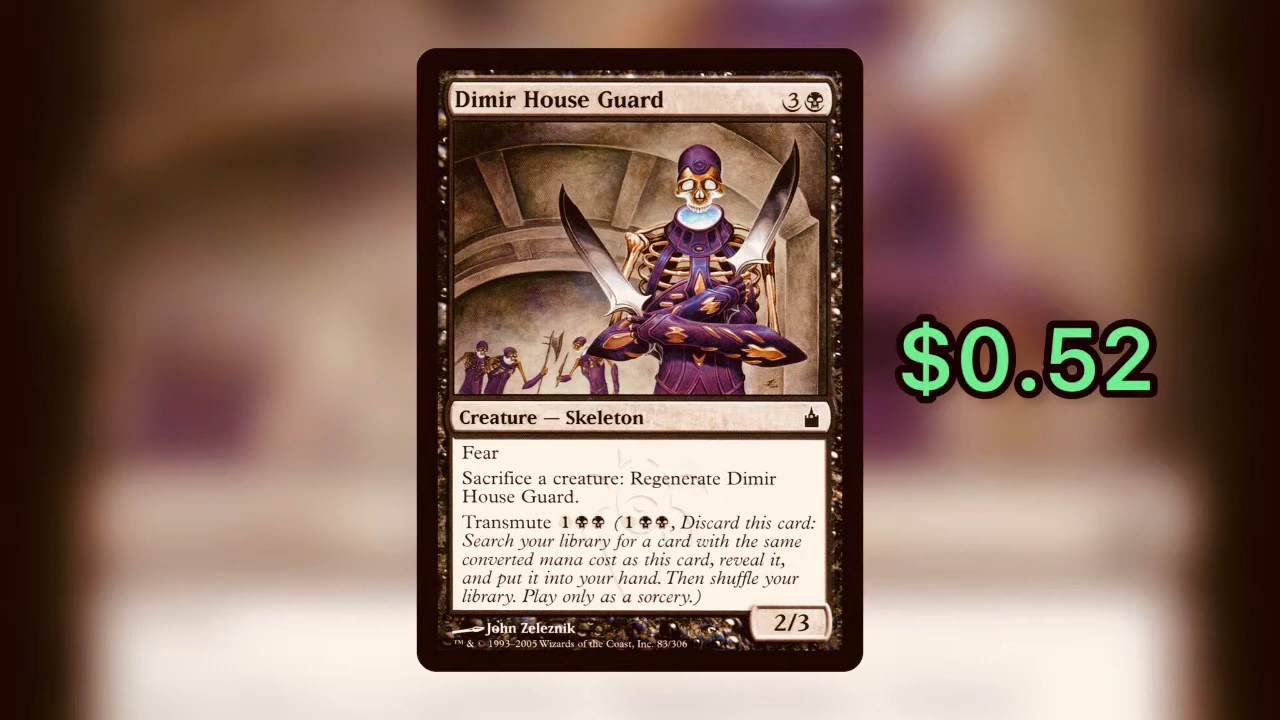 Dimir House Guard 3
$0.52
Creature — Skeleton
Fear
Sacrifice a creature: Regenerate Dimir
House Guard.
Transmute 1 (1, Discard this card:
Search your library for a card with the same
converted mana cost as this card, reveal it,
and put it into your hand. Then shuffle your
library. Play only as a sorcery.)
2/3
John Zeleznik
™ & © 1993–2005 Wizards of the Coast, Inc. 83/306